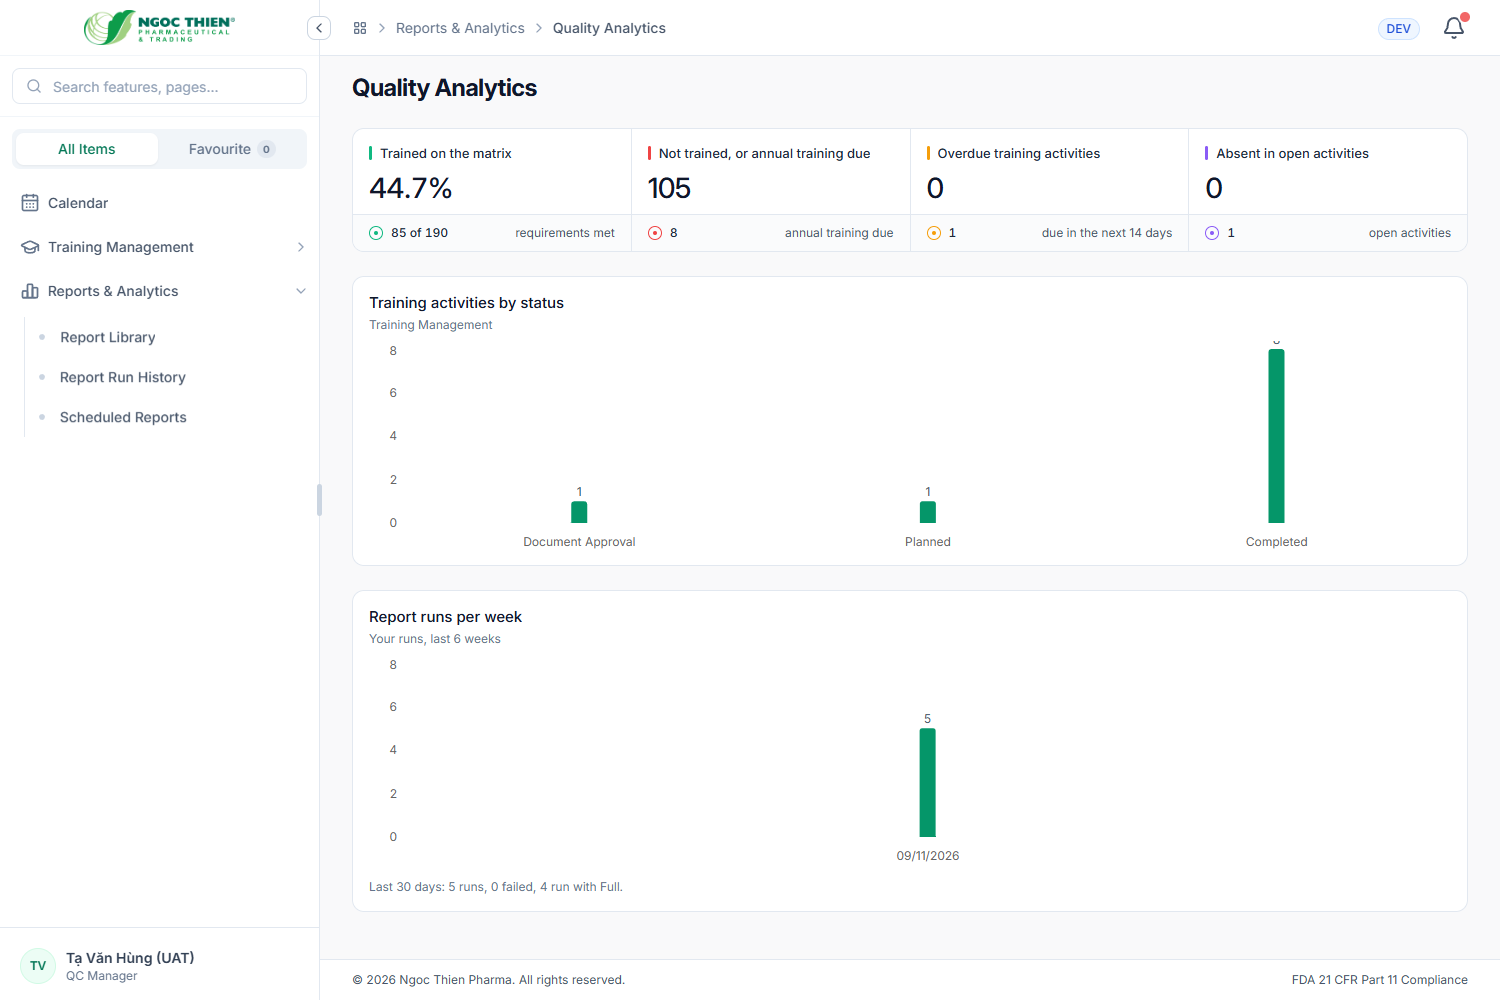 NGOC THIEN®
PHARMACEUTICAL
& TRADING
Search features, pages...
All Items
Favourite 0
Calendar
Training Management
Reports & Analytics
Report Library
Report Run History
Scheduled Reports
TV
Tạ Văn Hùng (UAT)
QC Manager
Reports & Analytics
Quality Analytics
DEV
Quality Analytics
Trained on the matrix
44.7%
85 of 190 requirements met
Not trained, or annual training due
105
8 annual training due
Overdue training activities
0
1 due in the next 14 days
Absent in open activities
0
1 open activities
Training activities by status
Training Management
8
6
4
2
0
1
1
Document Approval
Planned
Completed
Report runs per week
Your runs, last 6 weeks
8
6
4
2
0
5
09/11/2026
Last 30 days: 5 runs, 0 failed, 4 run with Full.
© 2026 Ngoc Thien Pharma. All rights reserved.
FDA 21 CFR Part 11 Compliance